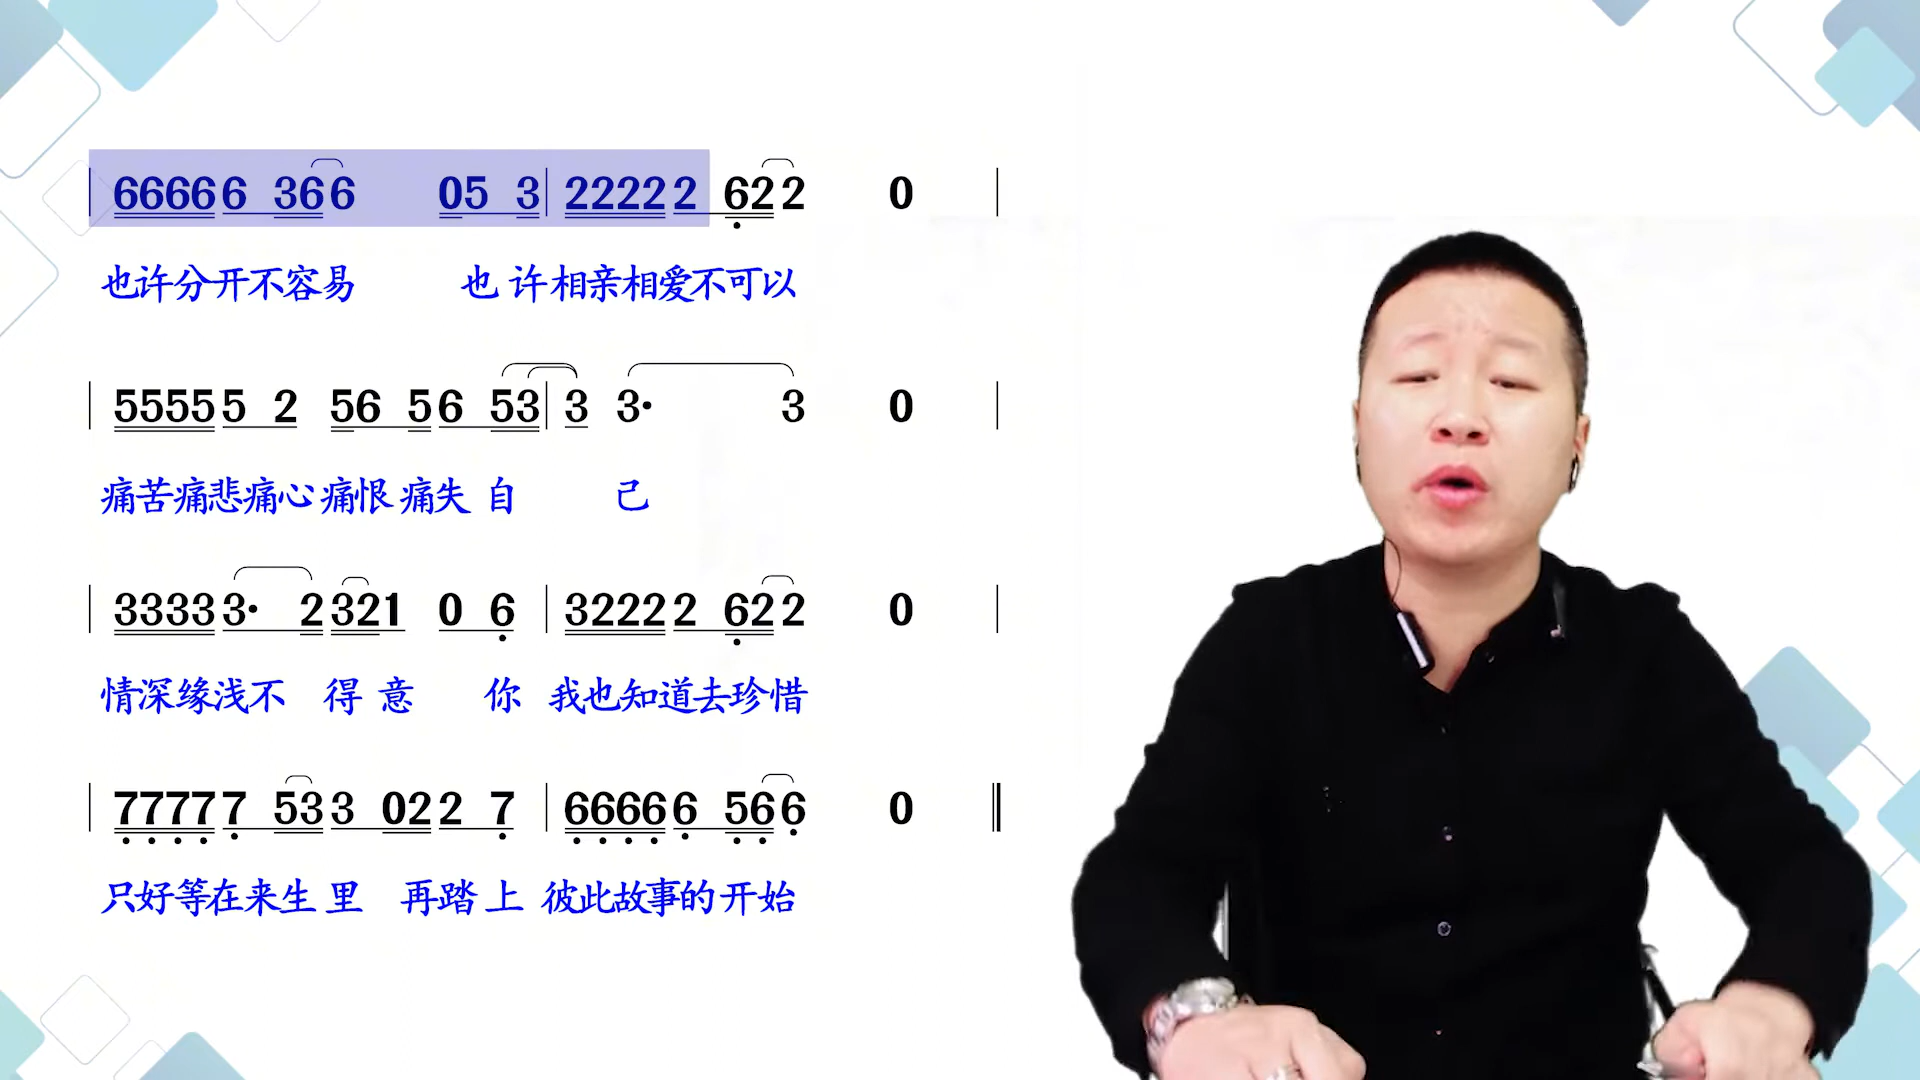 66666 366 05 3 22222 622 0
也许分开不容易 也许相亲相爱不可以
55555 2 56 56 53 3 3· 3 0
痛苦痛悲痛心痛恨痛失自 己
33333· 2321 0 6 32222 622 0
情深缘浅不 得意 你 我也知道去珍惜
77777 533 022 7 66666 566 0
只好等在来生里 再踏上 彼此故事的开始